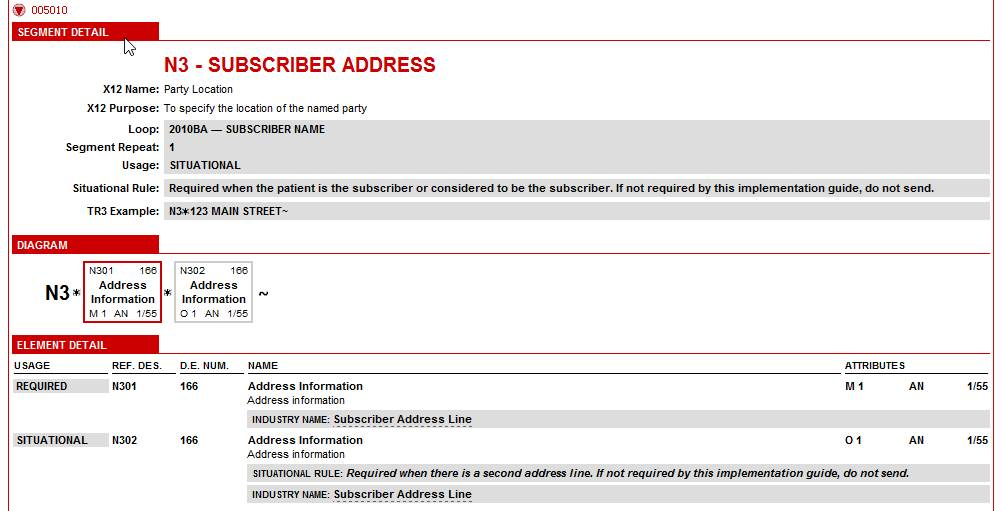 005010
SEGMENT DETAIL
N3 - SUBSCRIBER ADDRESS
X12 Name: Party Location
X12 Purpose: To specify the location of the named party
Loop: 2010BA — SUBSCRIBER NAME
Segment Repeat: 1
Usage: SITUATIONAL
Situational Rule: Required when the patient is the subscriber or considered to be the subscriber. If not required by this implementation guide, do not send.
TR3 Example: N3*123 MAIN STREET~
DIAGRAM
N301 166 N302 166
Address Address
N3 * Information * Information ~
M 1 AN 1/55 O 1 AN 1/55
ELEMENT DETAIL
USAGE REF. DES. D.E. NUM. NAME ATTRIBUTES
REQUIRED N301 166 Address Information M 1 AN 1/55
Address information
INDUSTRY NAME: Subscriber Address Line
SITUATIONAL N302 166 Address Information O 1 AN 1/55
Address information
SITUATIONAL RULE: Required when there is a second address line. If not required by this implementation guide, do not send.
INDUSTRY NAME: Subscriber Address Line